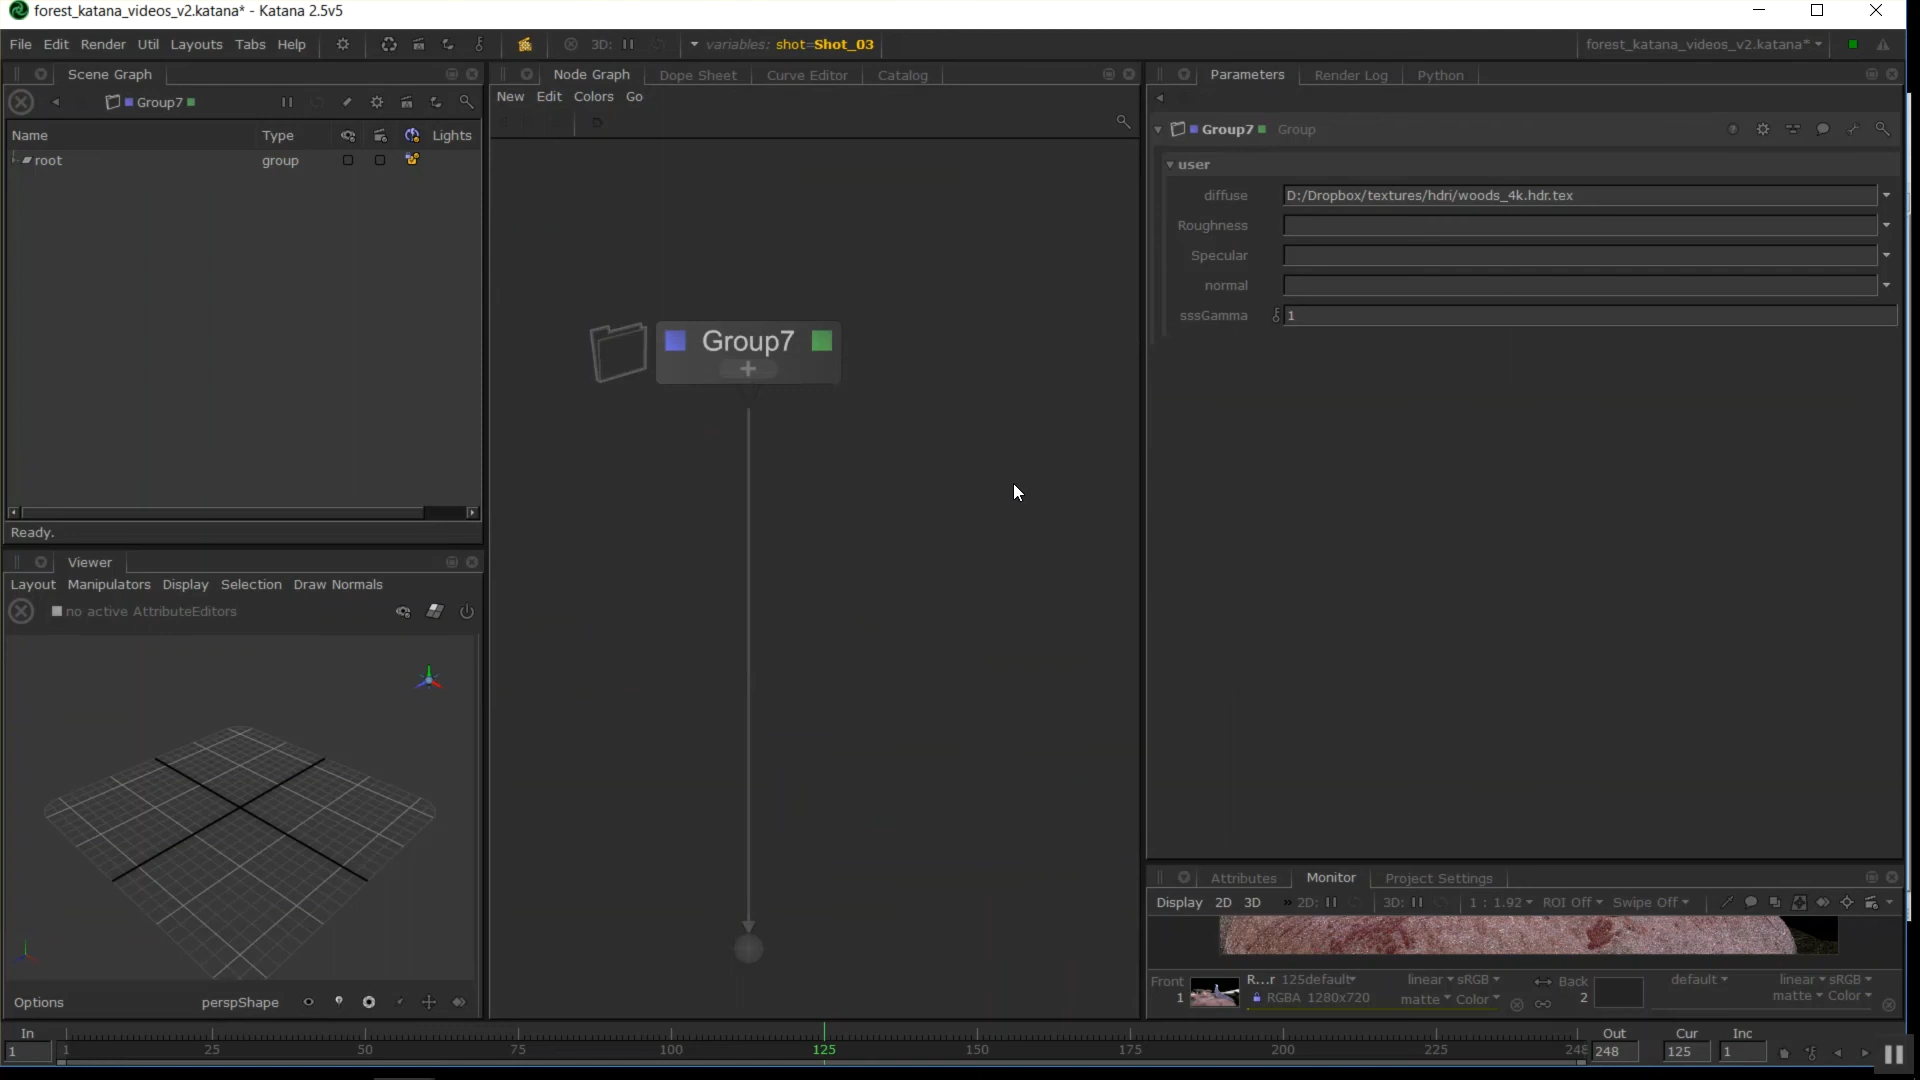 forest_katana_videos_v2.katana* - Katana 2.5v5
File Edit Render Util Layouts Tabs Help 3D: variables: shot=Shot_03 forest_katana_videos_v2.katana*
Scene Graph
Group7
Name Type Lights
root group
Ready.
Viewer
Layout Manipulators Display Selection Draw Normals
no active AttributeEditors
Options perspShape
Node Graph Dope Sheet Curve Editor Catalog
New Edit Colors Go
Group7
Parameters Render Log Python
Group7 Group
user
diffuse D:/Dropbox/textures/hdri/woods_4k.hdr.tex
Roughness
Specular
normal
sssGamma 1
Attributes Monitor Project Settings
Display 2D 3D » 2D: 3D: 1 : 1.92 ROI Off Swipe Off
Front R...r 125default linear sRGB Back default linear sRGB
1 RGBA 1280x720 matte Color 2 matte Color
In Out Cur Inc
1 1 25 50 75 100 125 150 175 200 225 248 248 125 1